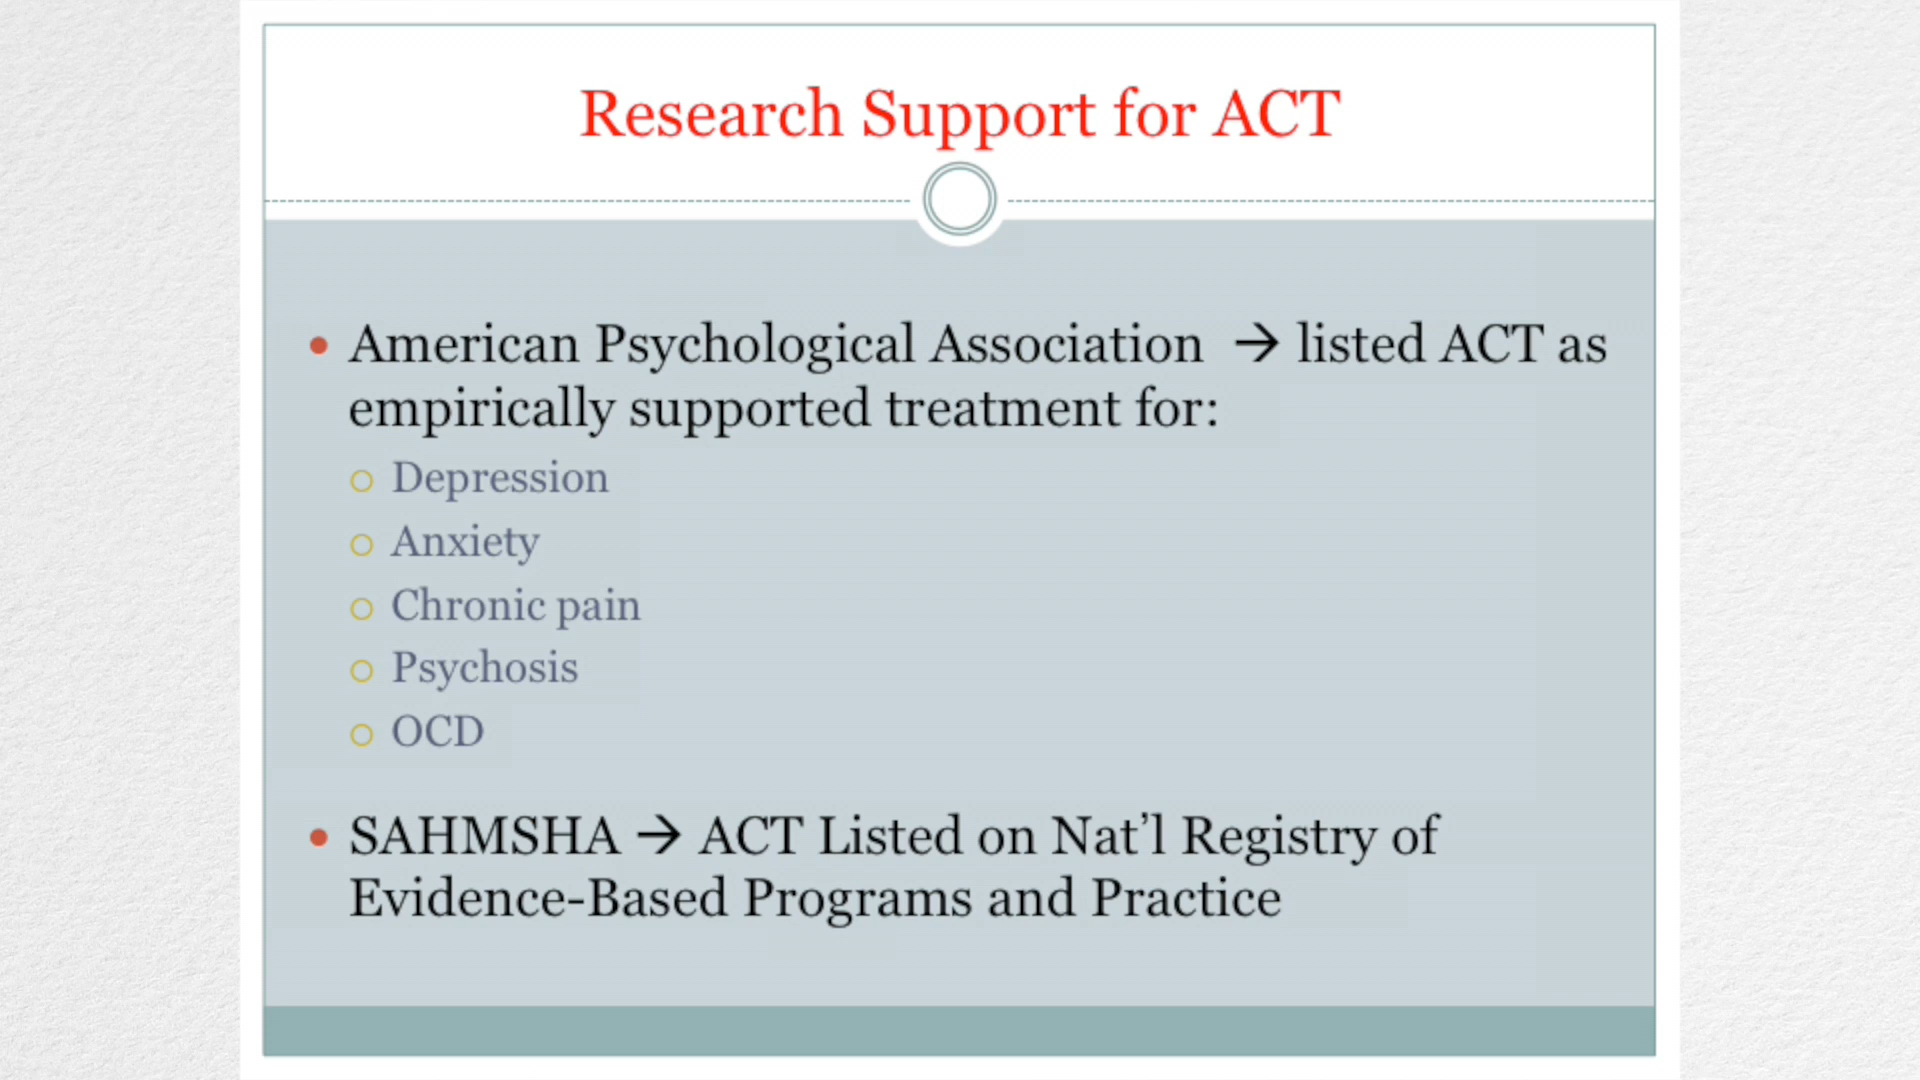 Research Support for ACT
• American Psychological Association → listed ACT as
empirically supported treatment for:
○ Depression
○ Anxiety
○ Chronic pain
○ Psychosis
○ OCD
• SAHMSHA → ACT Listed on Nat’l Registry of
Evidence-Based Programs and Practice